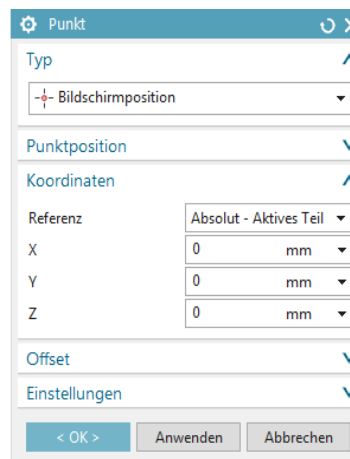 Punkt
Typ
Bildschirmposition
Punktposition
Koordinaten
Referenz Absolut - Aktives Teil
X 0 mm
Y 0 mm
Z 0 mm
Offset
Einstellungen
< OK > Anwenden Abbrechen